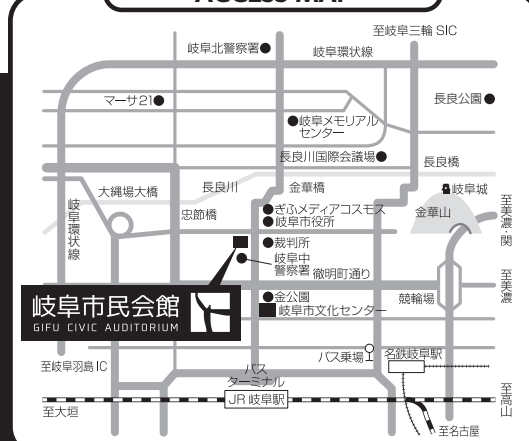 ACCESS MAP
至岐阜三輪 SIC
岐阜北警察署
岐阜環状線
マーサ21
長良公園
岐阜メモリアル
センター
長良川国際会議場
長良橋
大縄場大橋
長良川
金華橋
岐阜城
金華山
至美濃・関
岐阜環状線
忠節橋
ぎふメディアコスモス
岐阜市役所
裁判所
岐阜中
警察署
徹明町通り
至美濃
岐阜市民会館
GIFU CIVIC AUDITORIUM
金公園
岐阜市文化センター
競輪場
バス乗場
名鉄岐阜駅
至岐阜羽島IC
バス
ターミナル
JR 岐阜駅
至大垣
至高山
至名古屋